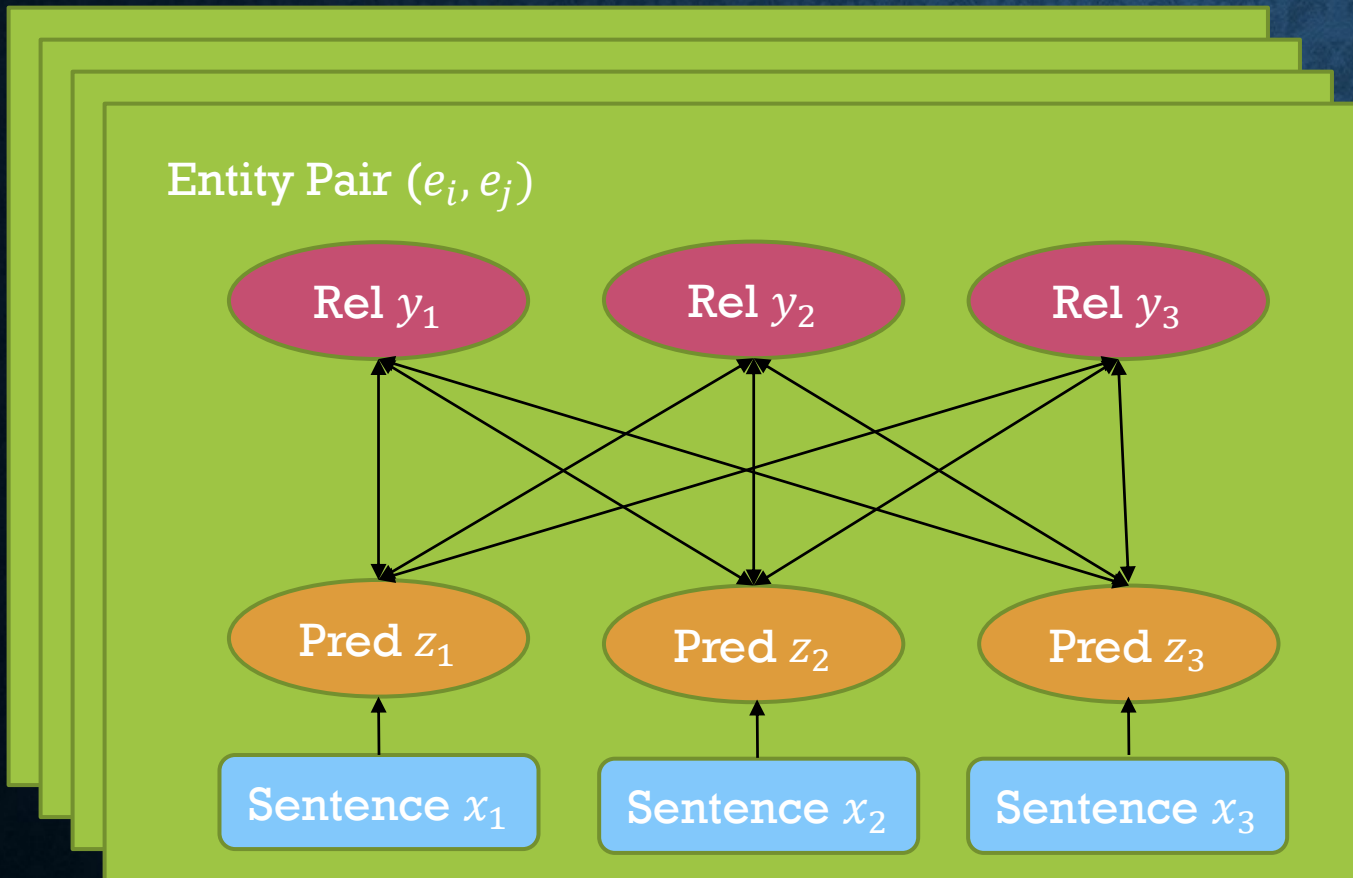 Entity Pair (e_i, e_j)
Rel y_1 Rel y_2 Rel y_3
Pred z_1 Pred z_2 Pred z_3
Sentence x_1 Sentence x_2 Sentence x_3